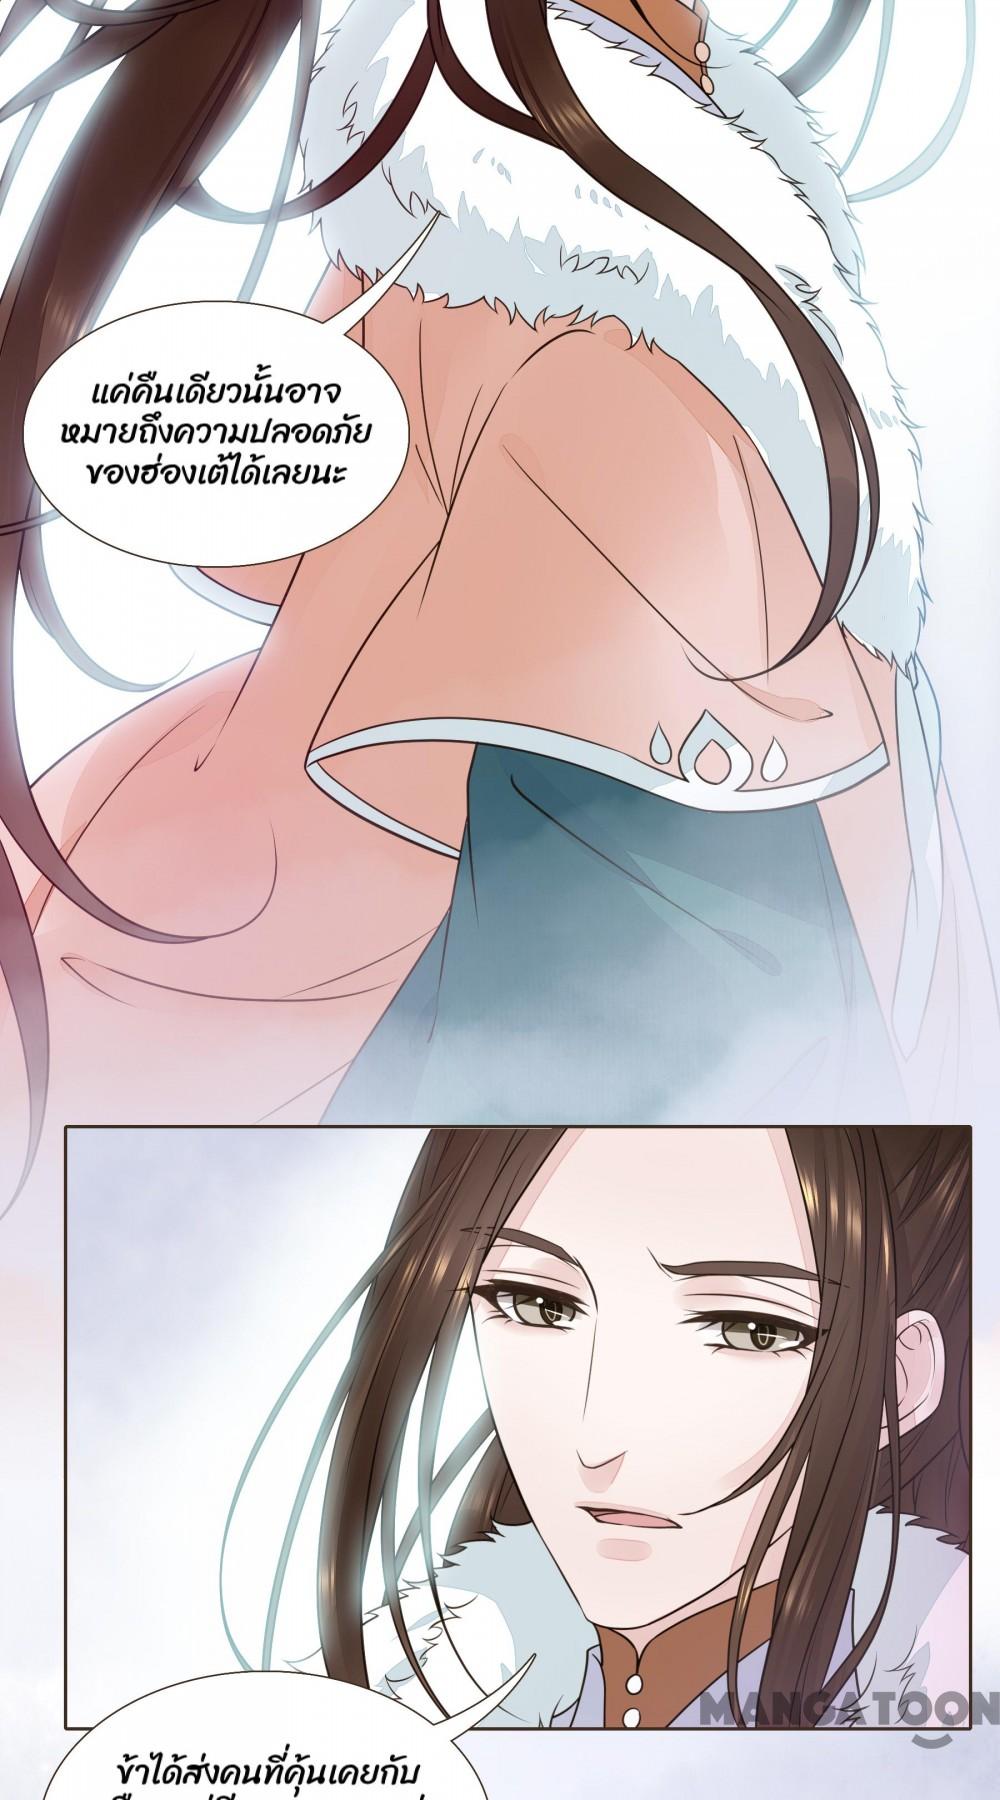 แค่คืนเดียวนั้นอาจ
หมายถึงความปลอดภัย
ของฮ่องเต้ได้เลยนะ
MANGATOON
ข้าได้ส่งคนที่คุ้นเคยกับ